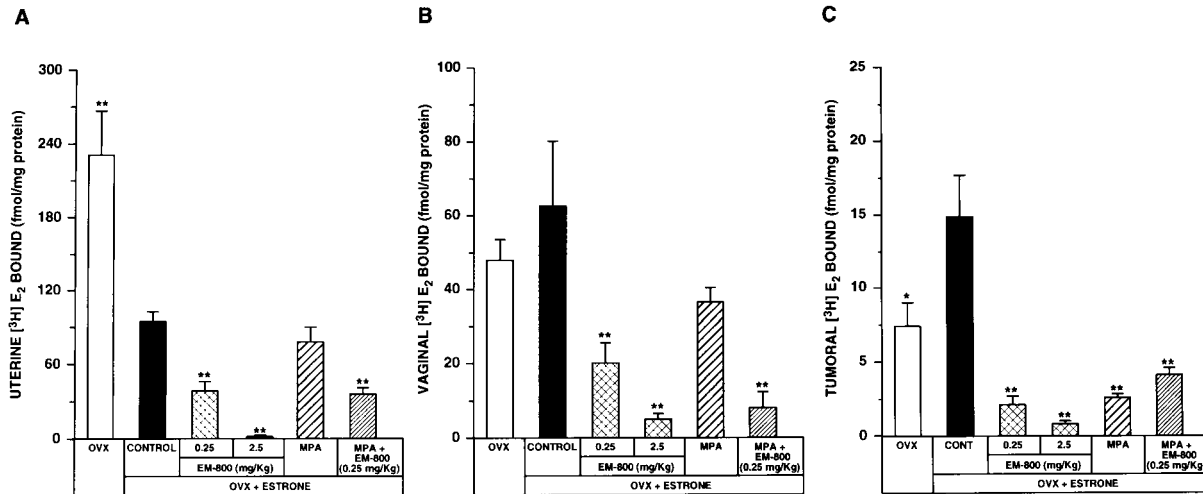 A
UTERINE [³H] E₂ BOUND (fmol/mg protein)
300
240
180
120
60
0
**
**
**
**
OVX
CONTROL
0.25
2.5
MPA
MPA +
EM-800
(0.25 mg/Kg)
EM-800 (mg/Kg)
OVX + ESTRONE
B
VAGINAL [³H] E₂ BOUND (fmol/mg protein)
100
80
60
40
20
0
**
**
**
OVX
CONTROL
0.25
2.5
MPA
MPA +
EM-800
(0.25 mg/Kg)
EM-800 (mg/Kg)
OVX + ESTRONE
C
TUMORAL [³H] E₂ BOUND (fmol/mg protein)
25
20
15
10
5
0
*
**
**
**
**
OVX
CONT
0.25
2.5
MPA
MPA +
EM-800
(0.25 mg/Kg)
EM-800 (mg/Kg)
OVX + ESTRONE